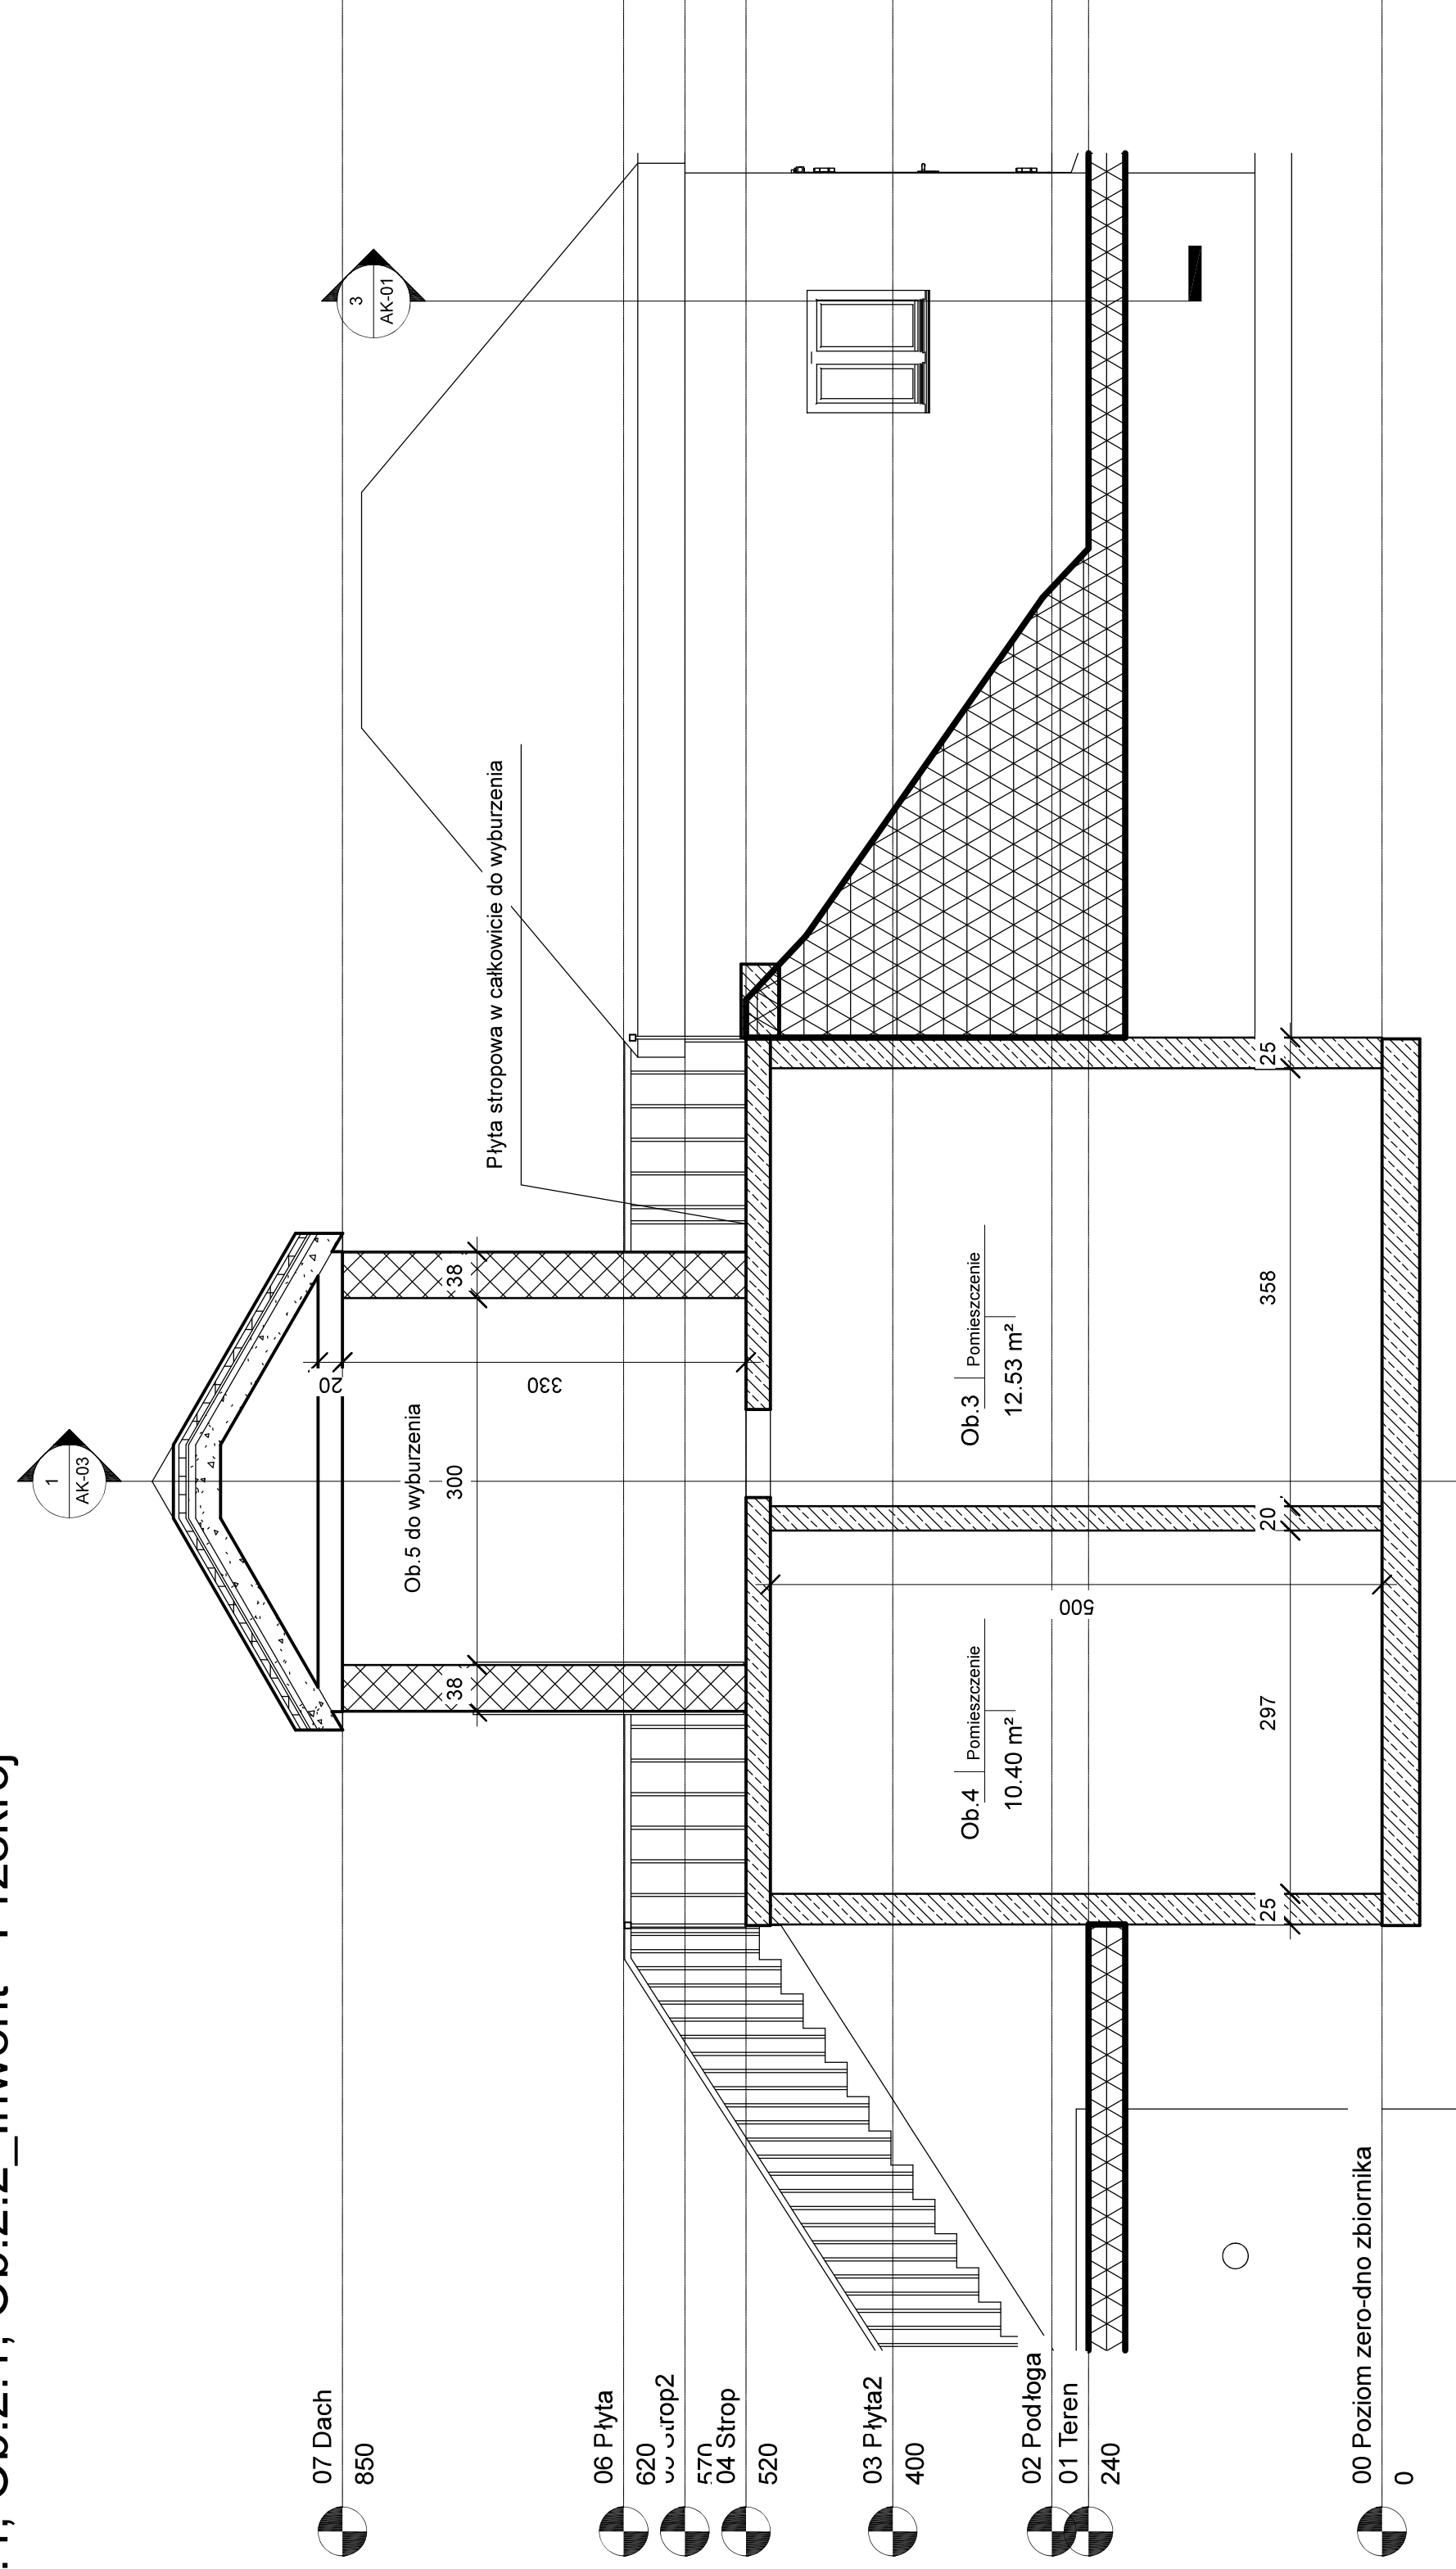 1
AK-03
3
AK-01
Płyta stropowa w całkowicie do wyburzenia
Ob.5 do wyburzenia
20
330
38
300
38
Ob.4 Pomieszczenie
10.40 m²
Ob.3 Pomieszczenie
12.53 m²
500
25
297
20
358
25
07 Dach
850
06 Płyta
620
570
04 Strop
520
03 Płyta2
400
02 Podłoga
01 Teren
240
00 Poziom zero-dno zbiornika
0